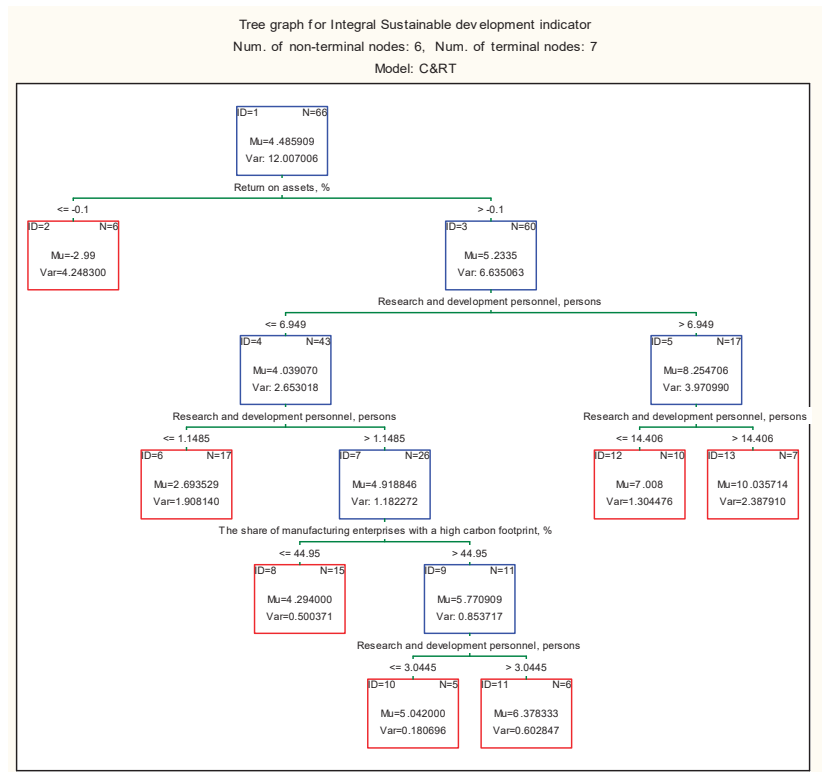 Tree graph for Integral Sustainable development indicator
Num. of non-terminal nodes: 6, Num. of terminal nodes: 7
Model: C&RT
ID=1 N=66
Mu=4.485909
Var: 12.007006
Return on assets, %
<= -0.1 > -0.1
ID=2 N=6 ID=3 N=60
Mu=-2.99 Mu=5.2335
Var=4.248300 Var: 6.635063
Research and development personnel, persons
<= 6.949 > 6.949
ID=4 N=43 ID=5 N=17
Mu=4.039070 Mu=8.254706
Var: 2.653018 Var: 3.970990
Research and development personnel, persons Research and development personnel, persons
<= 1.1485 > 1.1485 <= 14.406 > 14.406
ID=6 N=17 ID=7 N=26 ID=12 N=10 ID=13 N=7
Mu=2.693529 Mu=4.918846 Mu=7.008 Mu=10.035714
Var=1.908140 Var: 1.182272 Var=1.304476 Var=2.387910
The share of manufacturing enterprises with a high carbon footprint, %
<= 44.95 > 44.95
ID=8 N=15 ID=9 N=11
Mu=4.294000 Mu=5.770909
Var=0.500371 Var: 0.853717
Research and development personnel, persons
<= 3.0445 > 3.0445
ID=10 N=5 ID=11 N=6
Mu=5.042000 Mu=6.378333
Var=0.180696 Var=0.602847